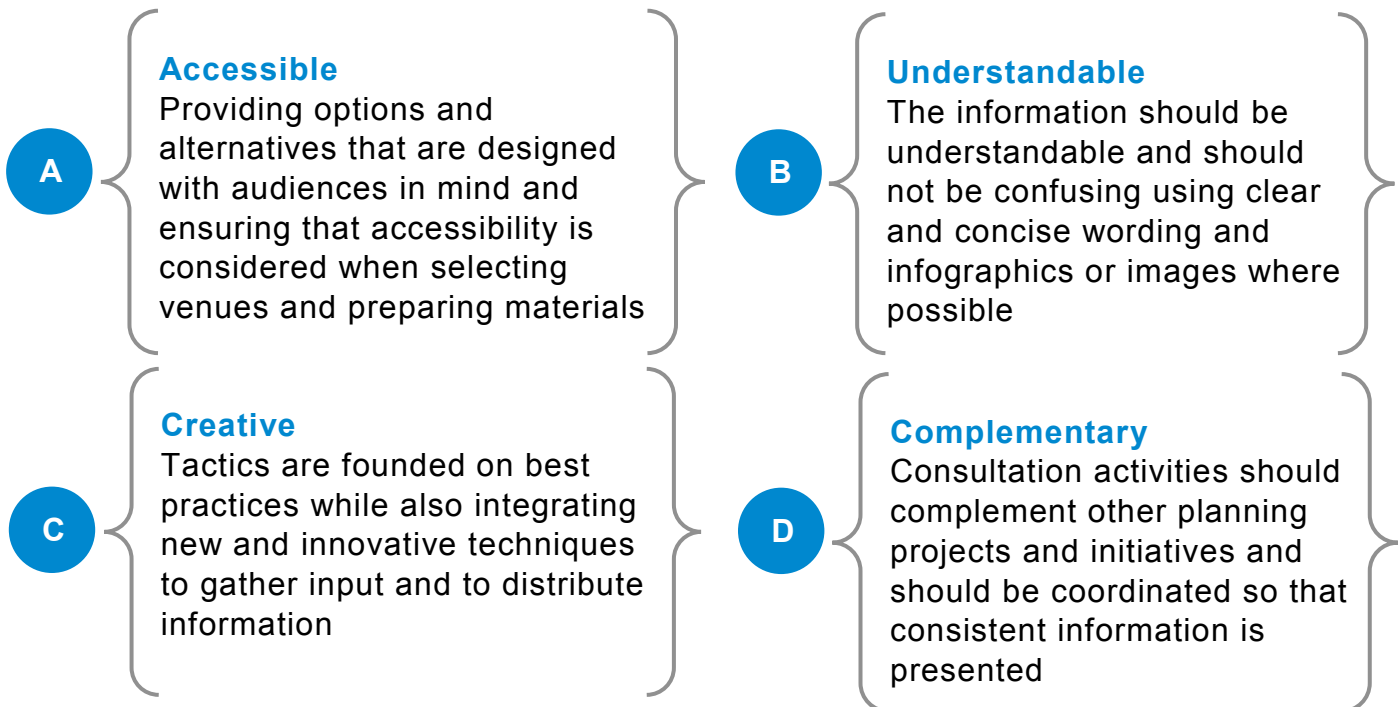 A
Accessible
Providing options and
alternatives that are designed
with audiences in mind and
ensuring that accessibility is
considered when selecting
venues and preparing materials
B
Understandable
The information should be
understandable and should
not be confusing using clear
and concise wording and
infographics or images where
possible
C
Creative
Tactics are founded on best
practices while also integrating
new and innovative techniques
to gather input and to distribute
information
D
Complementary
Consultation activities should
complement other planning
projects and initiatives and
should be coordinated so that
consistent information is
presented